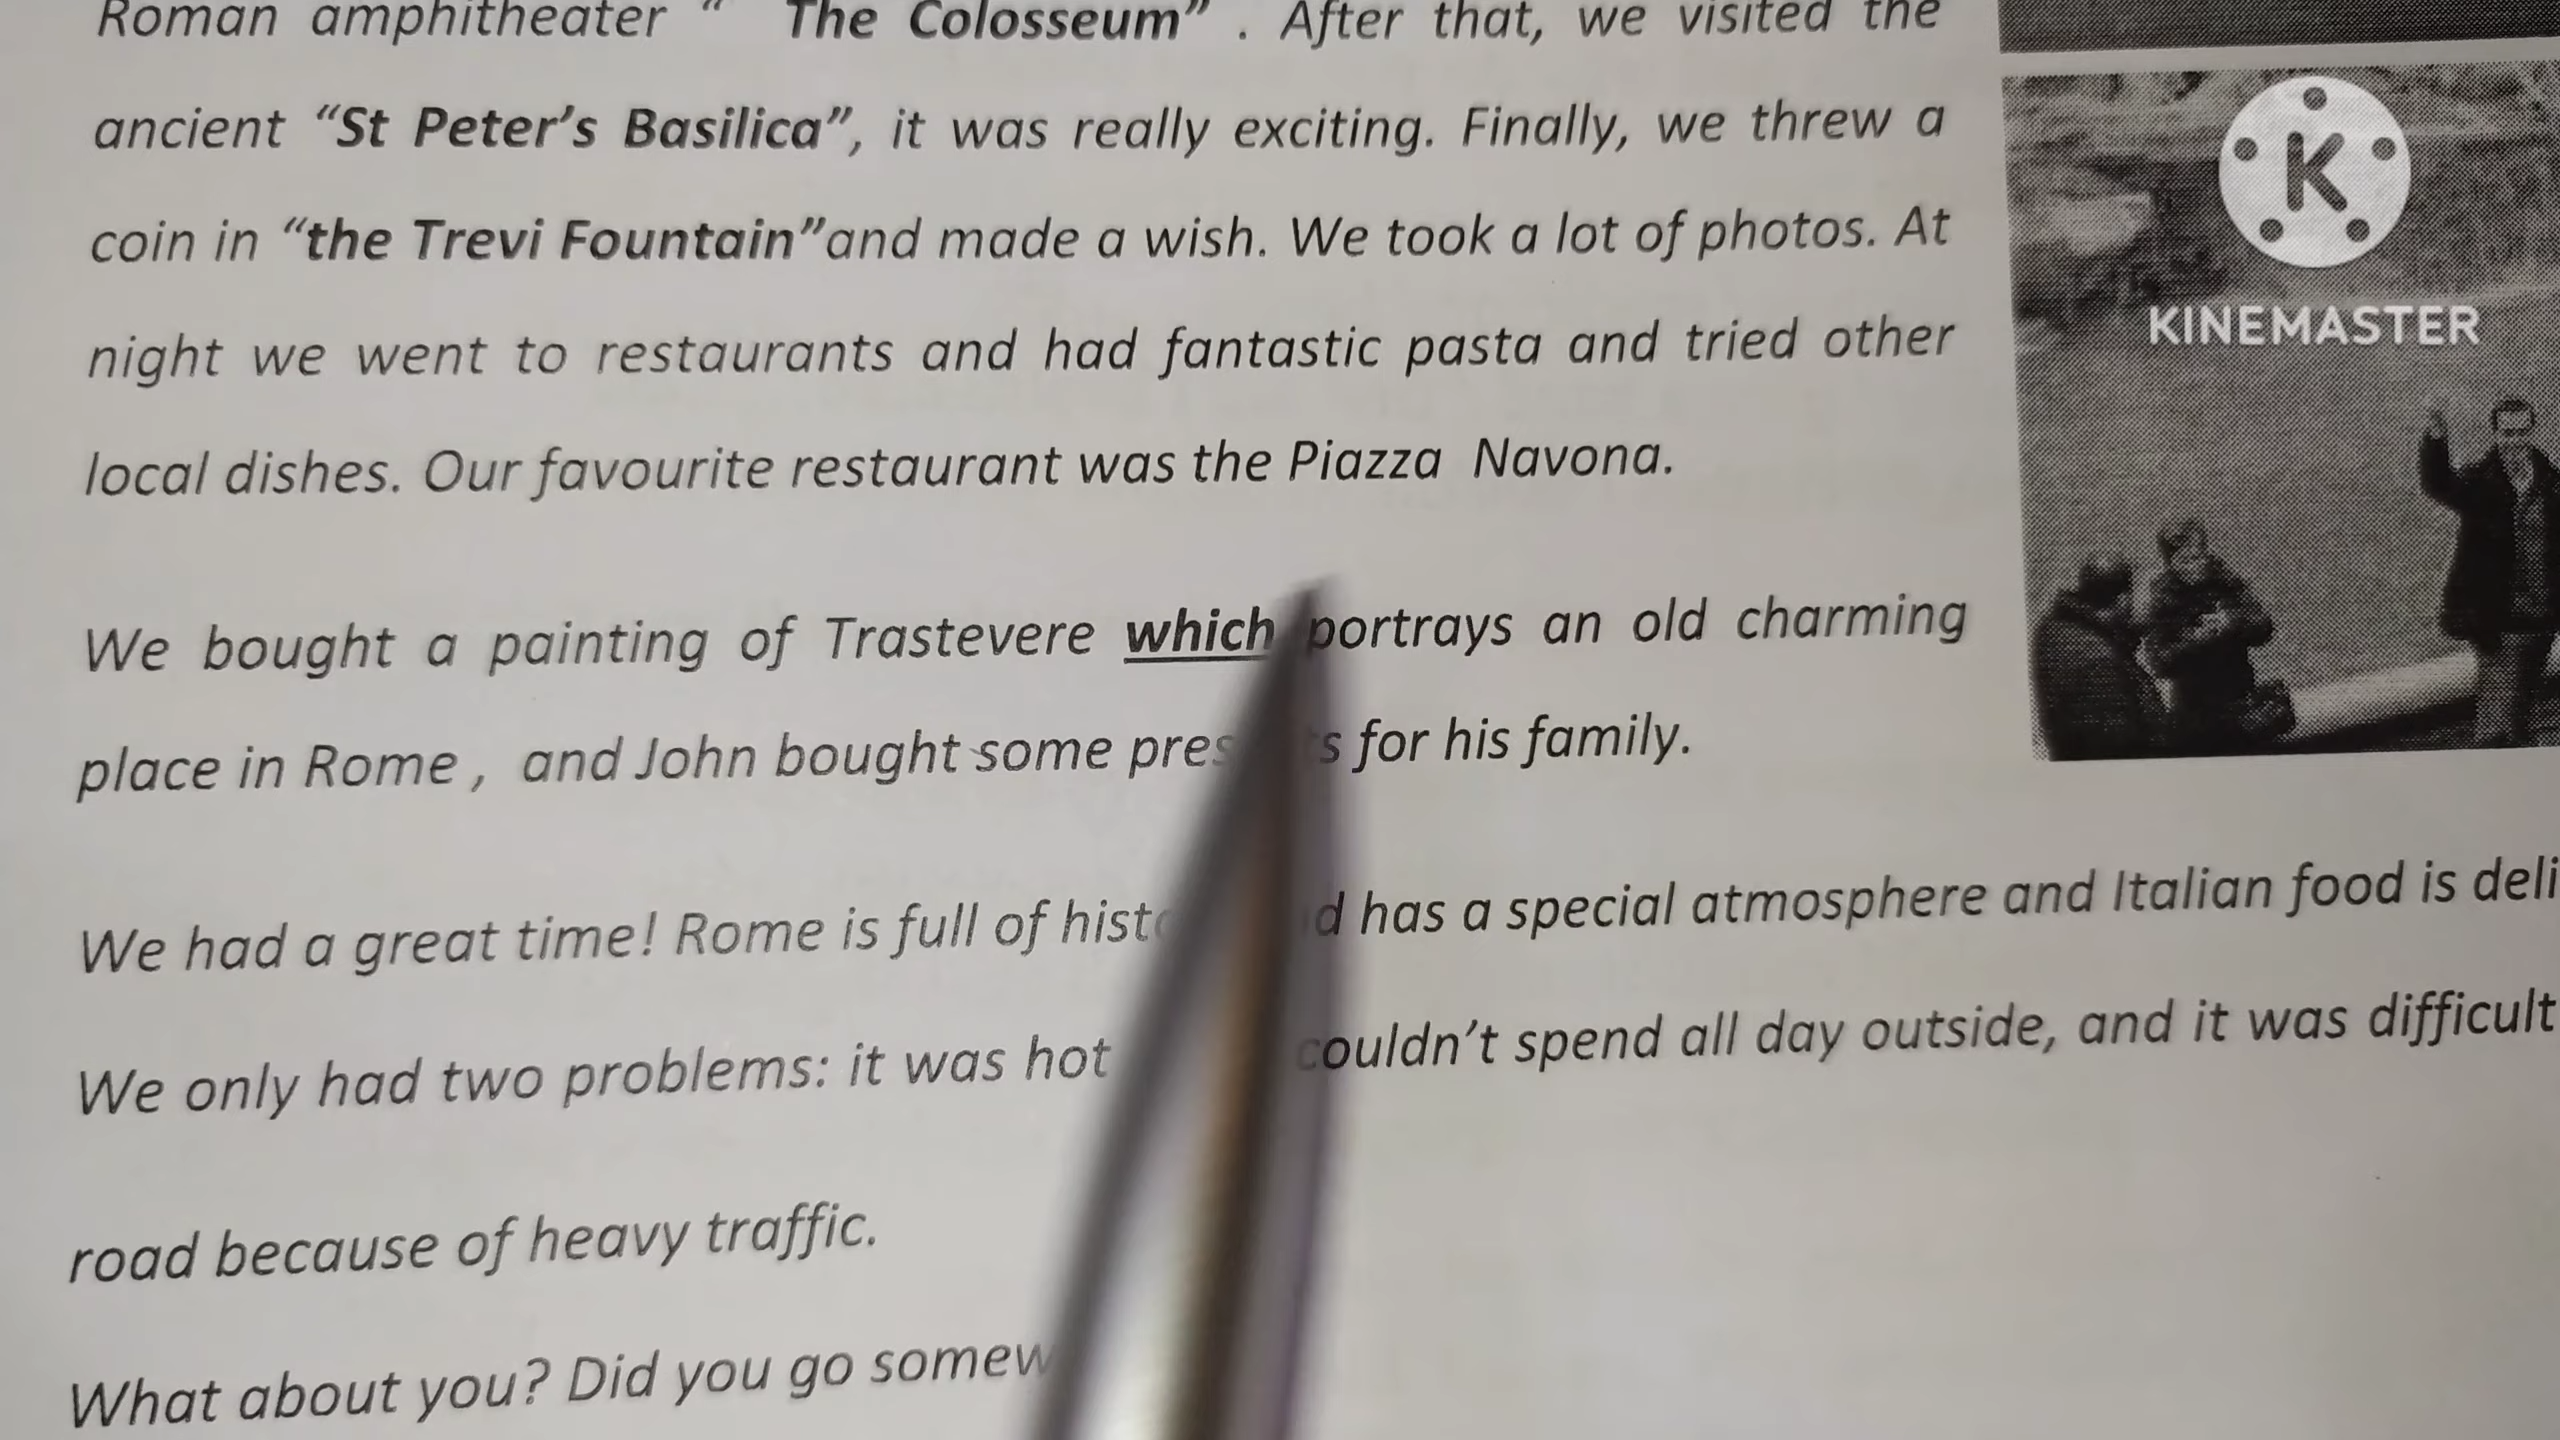 Roman amphitheater “ The Colosseum” . After that, we visited the
ancient “St Peter’s Basilica”, it was really exciting. Finally, we threw a
coin in “the Trevi Fountain”and made a wish. We took a lot of photos. At
night we went to restaurants and had fantastic pasta and tried other
local dishes. Our favourite restaurant was the Piazza Navona.
We bought a painting of Trastevere which portrays an old charming
place in Rome , and John bought some for his family.
We had a great time! Rome is full of has a special atmosphere and Italian food is
We only had two problems: it was hot couldn’t spend all day outside, and it was difficult
road because of heavy traffic.
What about you? Did you go
K
KINEMASTER